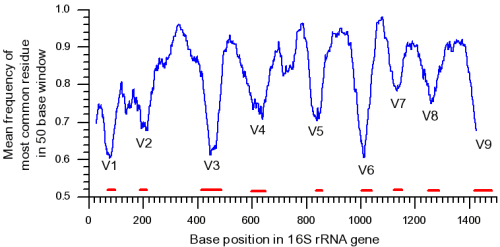 Mean frequency of
most common residue
in 50 base window
1.0
0.9
0.8
0.7
0.6
0.5
V1
V2
V3
V4
V5
V6
V7
V8
V9
0
200
400
600
800
1000
1200
1400
Base position in 16S rRNA gene